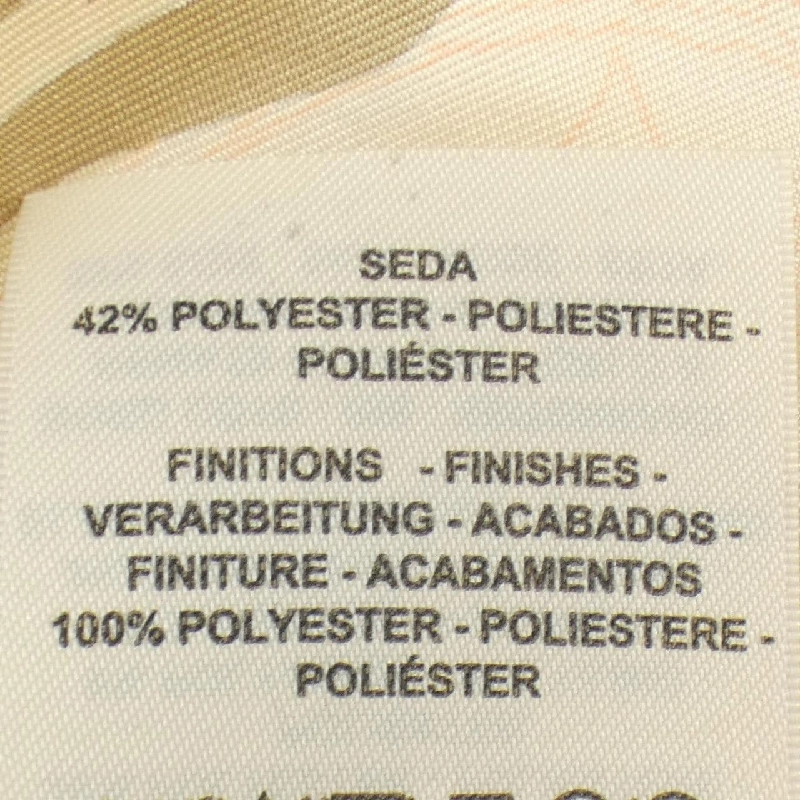 SEDA
42% POLYESTER - POLIESTERE -
POLIÉSTER
FINITIONS - FINISHES -
VERARBEITUNG - ACABADOS -
FINITURE - ACABAMENTOS
100% POLYESTER - POLIESTERE -
POLIÉSTER